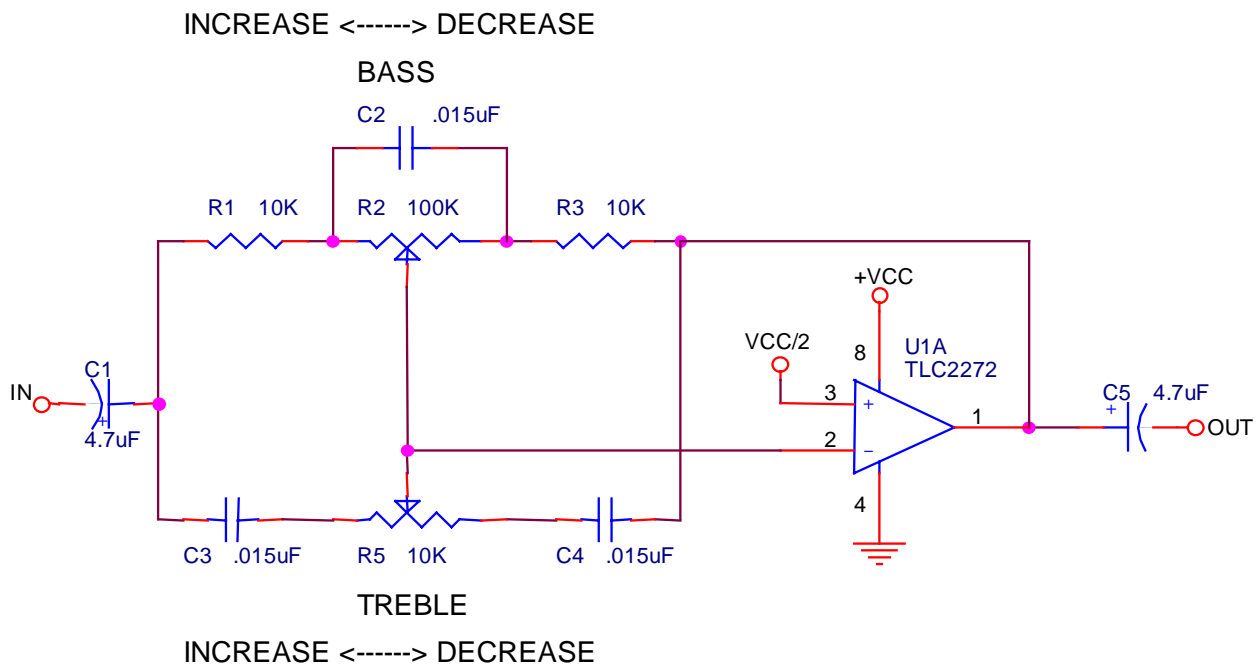 INCREASE <------> DECREASE
BASS
C2 .015uF
R1 10K R2 100K R3 10K
+VCC
VCC/2
8 U1A
TLC2272
IN C1 3 + 1 C5 + 4.7uF OUT
+
4.7uF 2 −
4
C3 .015uF R5 10K C4 .015uF
TREBLE
INCREASE <------> DECREASE